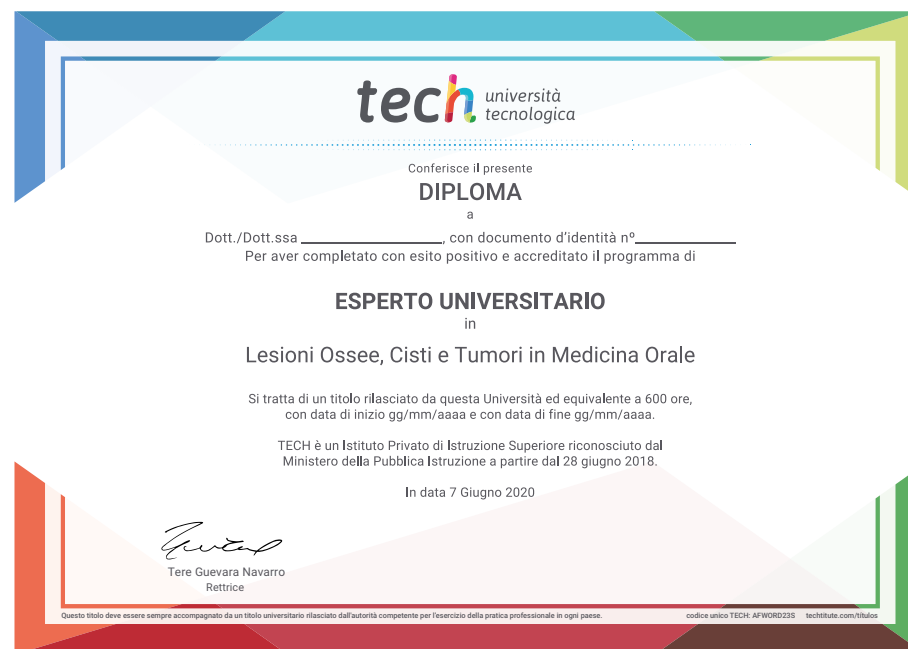 tech università
tecnologica
Conferisce il presente
DIPLOMA
a
Dott./Dott.ssa ____________________, con documento d'identità nº______________
Per aver completato con esito positivo e accreditato il programma di
ESPERTO UNIVERSITARIO
in
Lesioni Ossee, Cisti e Tumori in Medicina Orale
Si tratta di un titolo rilasciato da questa Università ed equivalente a 600 ore,
con data di inizio gg/mm/aaaa e con data di fine gg/mm/aaaa.
TECH è un Istituto Privato di Istruzione Superiore riconosciuto dal
Ministero della Pubblica Istruzione a partire dal 28 giugno 2018.
In data 7 Giugno 2020
Tere Guevara Navarro
Rettrice
Questo titolo deve essere sempre accompagnato da un titolo universitario rilasciato dall'autorità competente per l'esercizio della pratica professionale in ogni paese. codice unico TECH: AFWORD23S techtitute.com/titulos